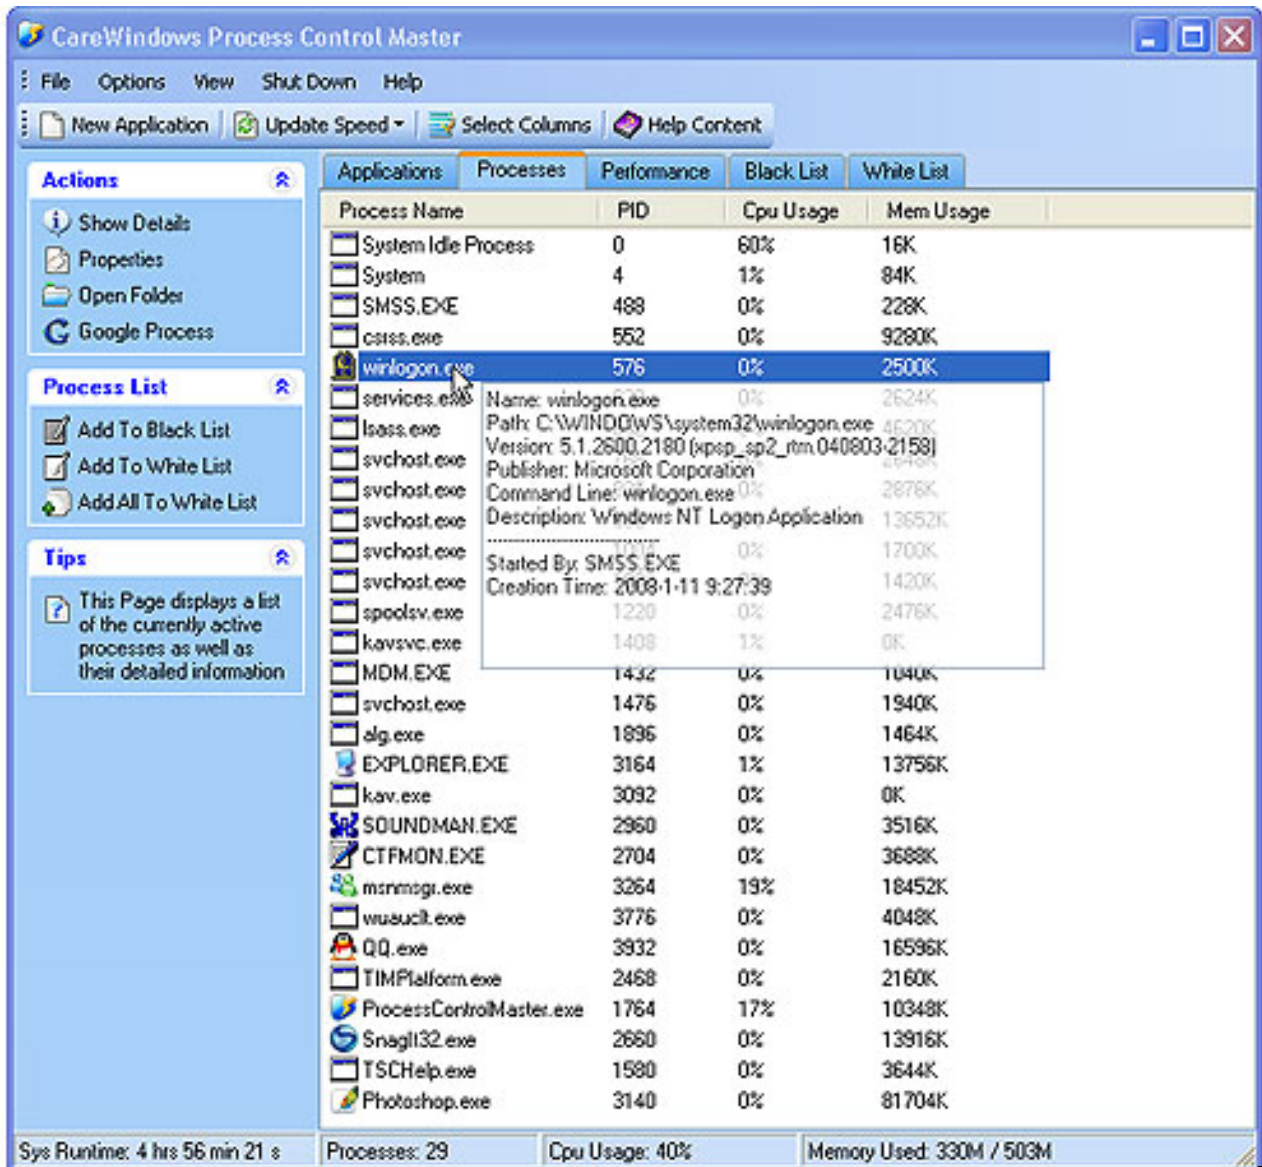 CareWindows Process Control Master
File Options View Shut Down Help
New Application Update Speed Select Columns Help Content
Actions
Show Details
Properties
Open Folder
Google Process
Process List
Add To Black List
Add To White List
Add All To White List
Tips
This Page displays a list
of the currently active
processes as well as
their detailed information
Applications Processes Performance Black List White List
Process Name PID Cpu Usage Mem Usage
System Idle Process 0 60% 16K
System 4 1% 84K
SMSS.EXE 488 0% 228K
csrss.exe 552 0% 9280K
winlogon.exe 576 0% 2500K
services.exe 0% 2624K
lsass.exe 4620K
svchost.exe
svchost.exe 0% 2876K
svchost.exe 13652K
svchost.exe 0% 1700K
svchost.exe 1420K
spoolsv.exe 1220 0% 2476K
kavsvc.exe 1408 1% 0K
MDM.EXE 1432 0% 1040K
svchost.exe 1476 0% 1940K
alg.exe 1896 0% 1464K
EXPLORER.EXE 3164 1% 13756K
kav.exe 3092 0% 0K
SOUNDMAN.EXE 2960 0% 3516K
CTFMON.EXE 2704 0% 3688K
msnmsgr.exe 3264 19% 18452K
wuauclt.exe 3776 0% 4048K
QQ.exe 3932 0% 16596K
TIMPlatform.exe 2468 0% 2160K
ProcessControlMaster.exe 1764 17% 10348K
SnagIt32.exe 2660 0% 13916K
TSCHelp.exe 1580 0% 3644K
Photoshop.exe 3140 0% 81704K
Name: winlogon.exe
Path: C:\WINDOWS\system32\winlogon.exe
Version: 5.1.2600.2180 (xpsp_sp2_rtm.040803-2158)
Publisher: Microsoft Corporation
Command Line: winlogon.exe
Description: Windows NT Logon Application
--------------------------------
Started By: SMSS.EXE
Creation Time: 2008-1-11 9:27:39
Sys Runtime: 4 hrs 56 min 21 s Processes: 29 Cpu Usage: 40% Memory Used: 330M / 503M